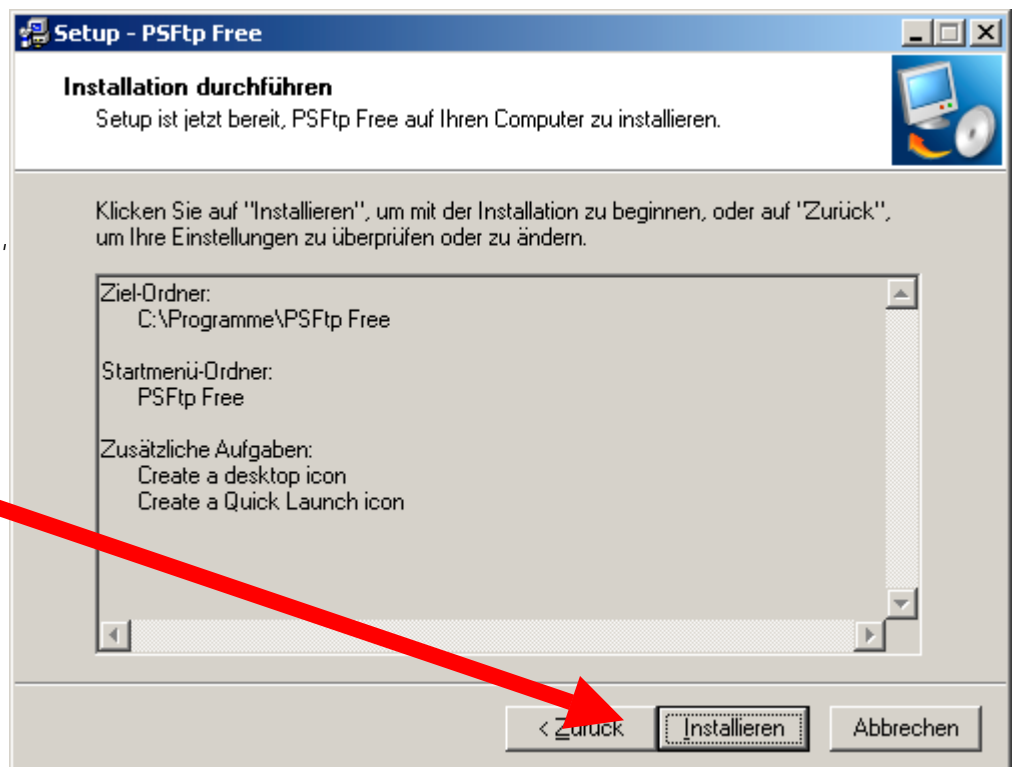 Setup - PSFtp Free
Installation durchführen
Setup ist jetzt bereit, PSFtp Free auf Ihren Computer zu installieren.
Klicken Sie auf "Installieren", um mit der Installation zu beginnen, oder auf "Zurück",
um Ihre Einstellungen zu überprüfen oder zu ändern.
Ziel-Ordner:
C:\Programme\PSFtp Free
Startmenü-Ordner:
PSFtp Free
Zusätzliche Aufgaben:
Create a desktop icon
Create a Quick Launch icon
< Zurück
Installieren
Abbrechen